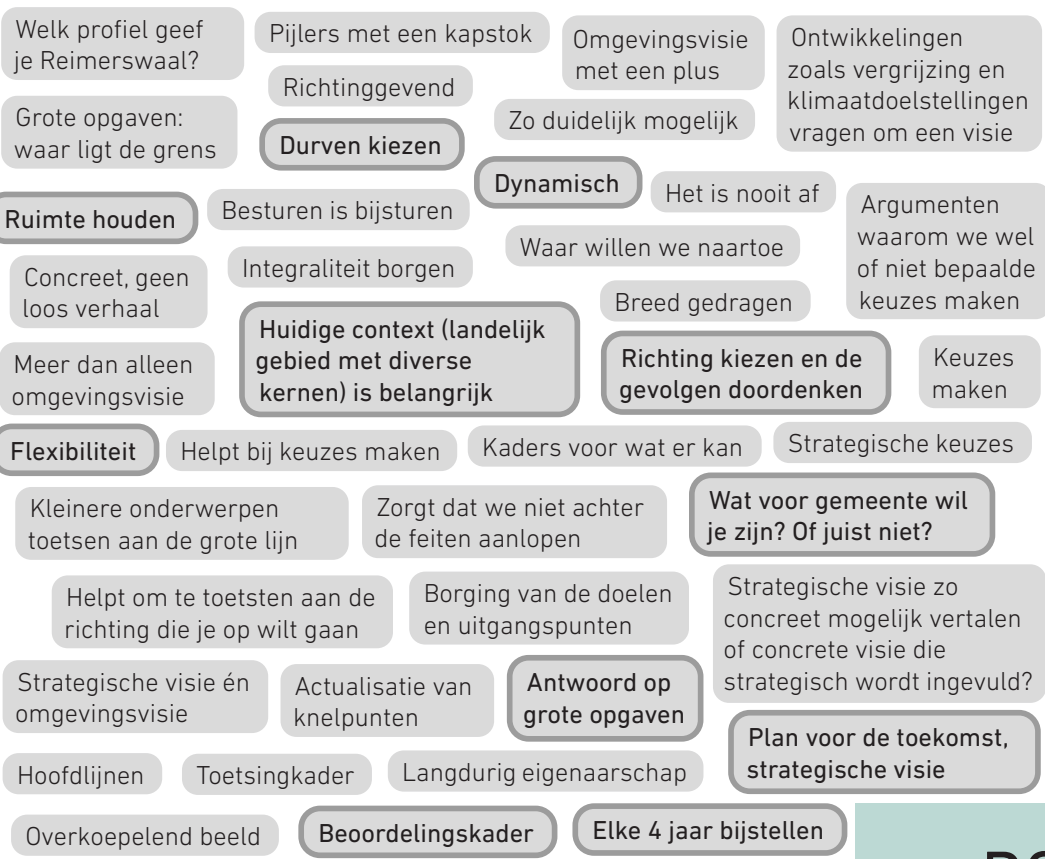 Welk profiel geef
je Reimerswaal?
Pijlers met een kapstok
Omgevingsvisie
met een plus
Ontwikkelingen
zoals vergrijzing en
klimaatdoelstellingen
vragen om een visie
Richtinggevend
Grote opgaven:
waar ligt de grens
Zo duidelijk mogelijk
Durven kiezen
Dynamisch
Het is nooit af
Argumenten
waarom we wel
of niet bepaalde
keuzes maken
Ruimte houden
Besturen is bijsturen
Waar willen we naartoe
Concreet, geen
loos verhaal
Integraliteit borgen
Breed gedragen
Huidige context (landelijk
gebied met diverse
kernen) is belangrijk
Richting kiezen en de
gevolgen doordenken
Keuzes
maken
Meer dan alleen
omgevingsvisie
Flexibiliteit
Helpt bij keuzes maken
Kaders voor wat er kan
Strategische keuzes
Kleinere onderwerpen
toetsen aan de grote lijn
Zorgt dat we niet achter
de feiten aanlopen
Wat voor gemeente wil
je zijn? Of juist niet?
Helpt om te toetsten aan de
richting die je op wilt gaan
Borging van de doelen
en uitgangspunten
Strategische visie zo
concreet mogelijk vertalen
of concrete visie die
strategisch wordt ingevuld?
Strategische visie én
omgevingsvisie
Actualisatie van
knelpunten
Antwoord op
grote opgaven
Plan voor de toekomst,
strategische visie
Hoofdlijnen
Toetsingkader
Langdurig eigenaarschap
Overkoepelend beeld
Beoordelingskader
Elke 4 jaar bijstellen